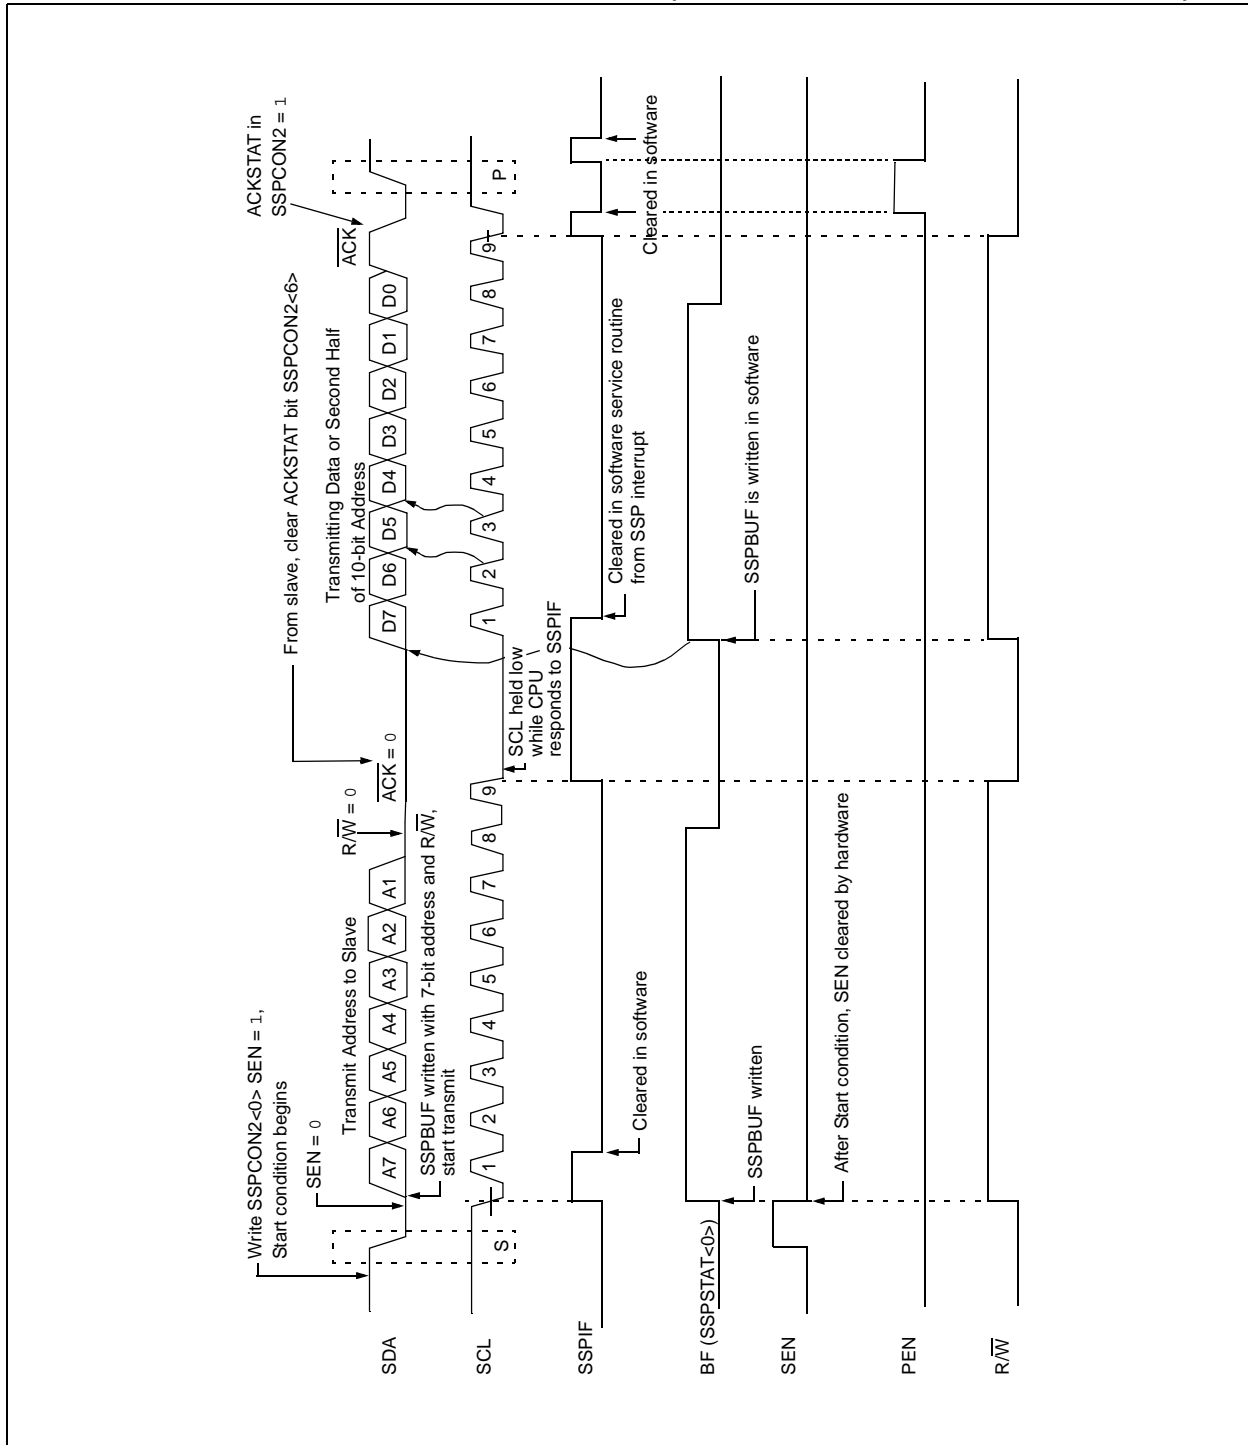 Write SSPCON2<0> SEN = 1,
Start condition begins
SEN = 0
Transmit Address to Slave
R/W = 0
From slave, clear ACKSTAT bit SSPCON2<6>
ACK = 0
Transmitting Data or Second Half
of 10-bit Address
ACK
ACKSTAT in
SSPCON2 = 1
SDA
A7 A6 A5 A4 A3 A2 A1
D7 D6 D5 D4 D3 D2 D1 D0
SSPBUF written with 7-bit address and R/W,
start transmit
SCL
S
1 2 3 4 5 6 7 8 9
1 2 3 4 5 6 7 8 9
P
SCL held low
while CPU
responds to SSPIF
SSPIF
Cleared in software
Cleared in software service routine
from SSP interrupt
Cleared in software
BF (SSPSTAT<0>)
SSPBUF written
SSPBUF is written in software
SEN
After Start condition, SEN cleared by hardware
PEN
R/W